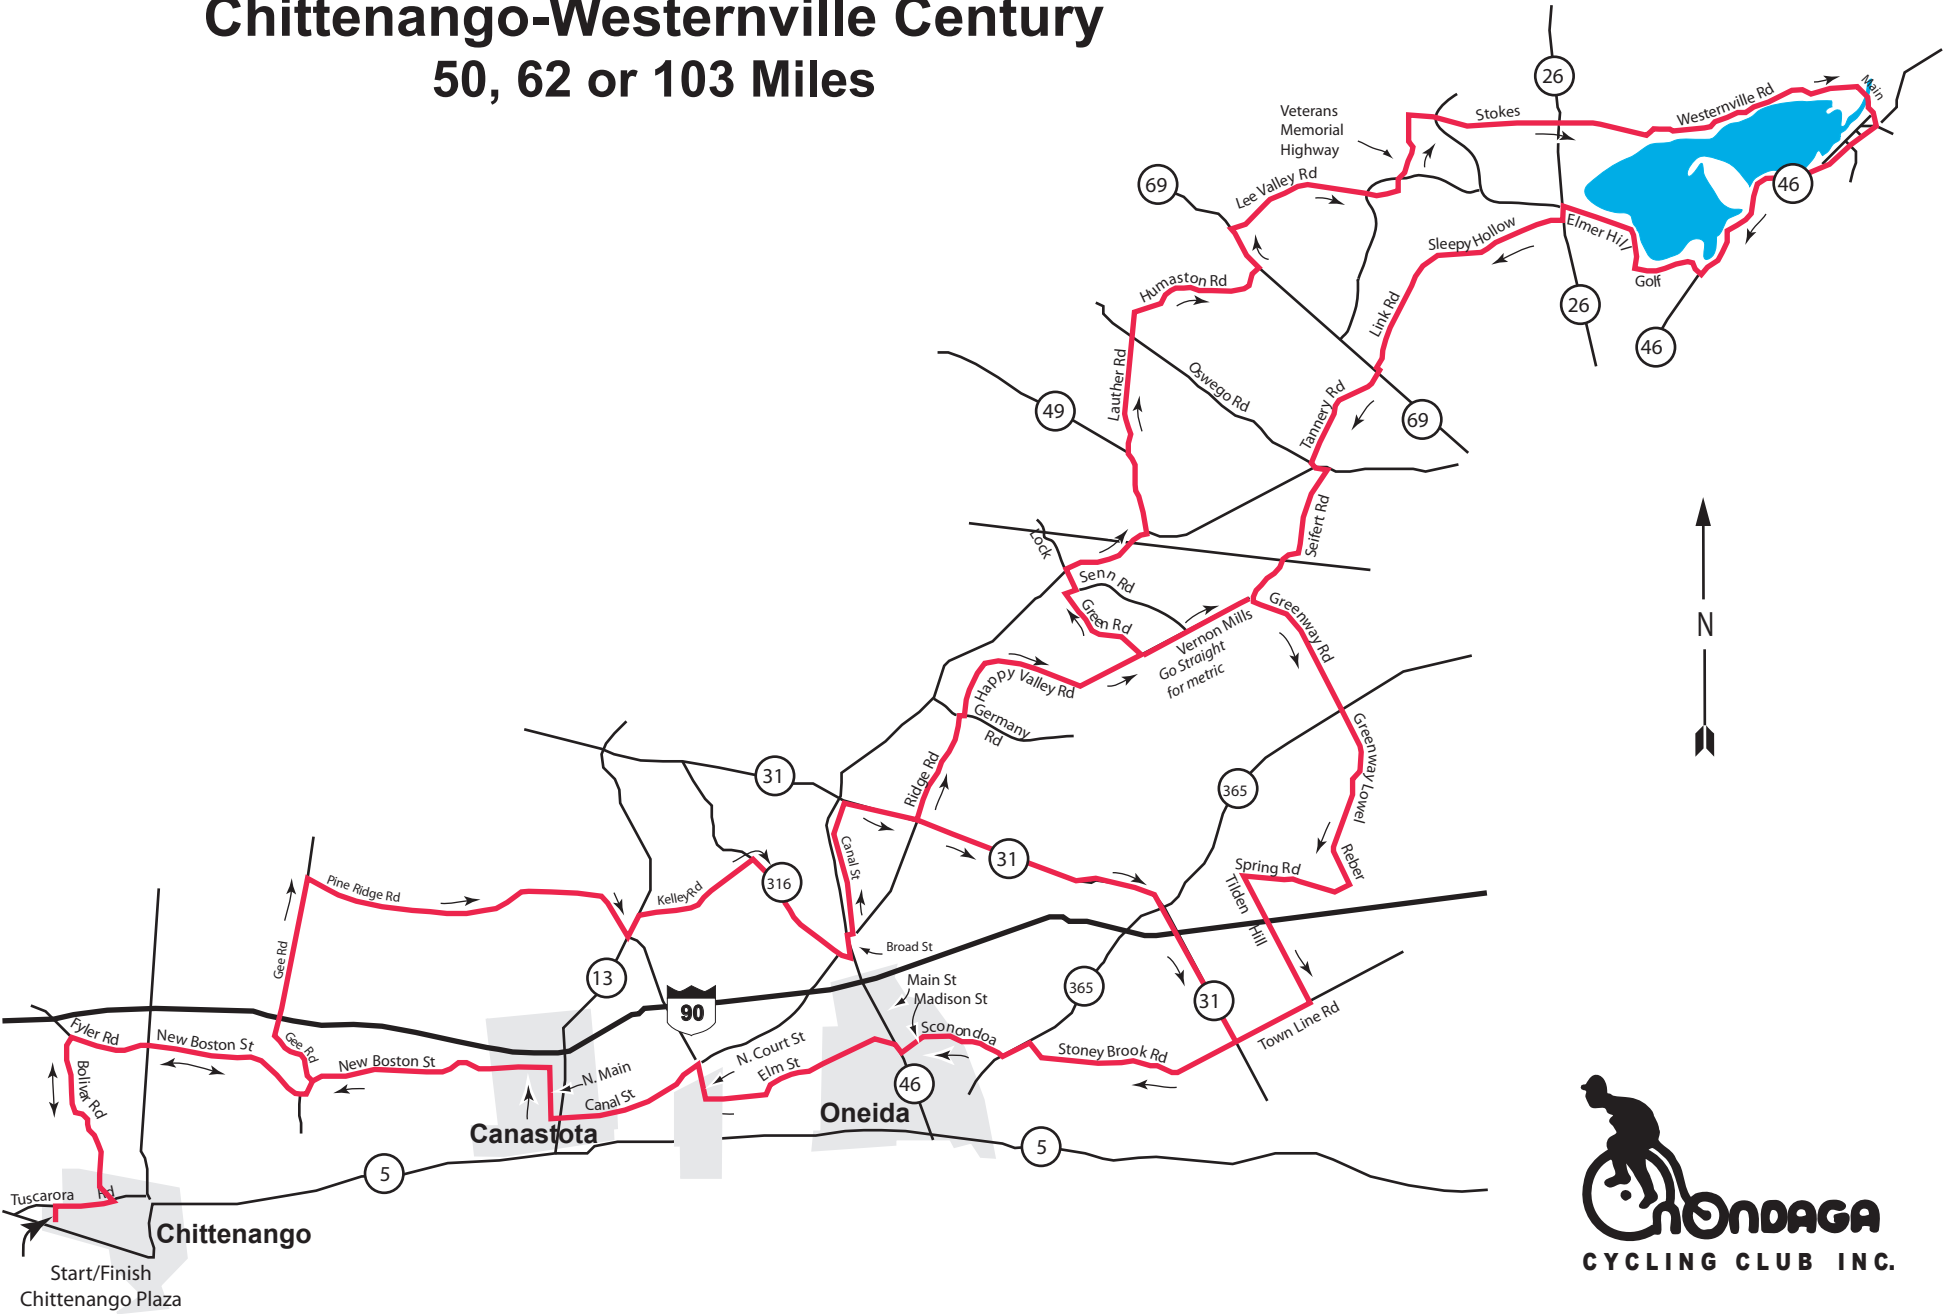 Chittenango-Westernville Century
50, 62 or 103 Miles
26
Main
Westernville Rd
Stokes
Veterans
Memorial
Highway
69
Lee Valley Rd
46
Elmer Hill
Sleepy Hollow
Golf
26
46
Humaston Rd
Link Rd
Lauther Rd
Oswego Rd
Tannery Rd
49
69
Seifert Rd
Lock
Senn Rd
Green Rd
Greenway Rd
Vernon Mills
Go Straight
for metric
N
Happy Valley Rd
Germany
Rd
Greenway Lowel
31
Ridge Rd
365
Canal St
31
Reber
Spring Rd
Pine Ridge Rd
Kelley Rd
316
Tilden Hill
Gee Rd
Broad St
13
Main St
Madison St
365
31
90
Fyler Rd
New Boston St
Gee Rd
New Boston St
N. Court St
Sconondoa
Town Line Rd
Stoney Brook Rd
Elm St
N. Main
Canal St
46
Bolivar Rd
Oneida
Canastota
5
5
Tuscarora Rd
Chittenango
Start/Finish
Chittenango Plaza
ONONDAGA
CYCLING CLUB INC.